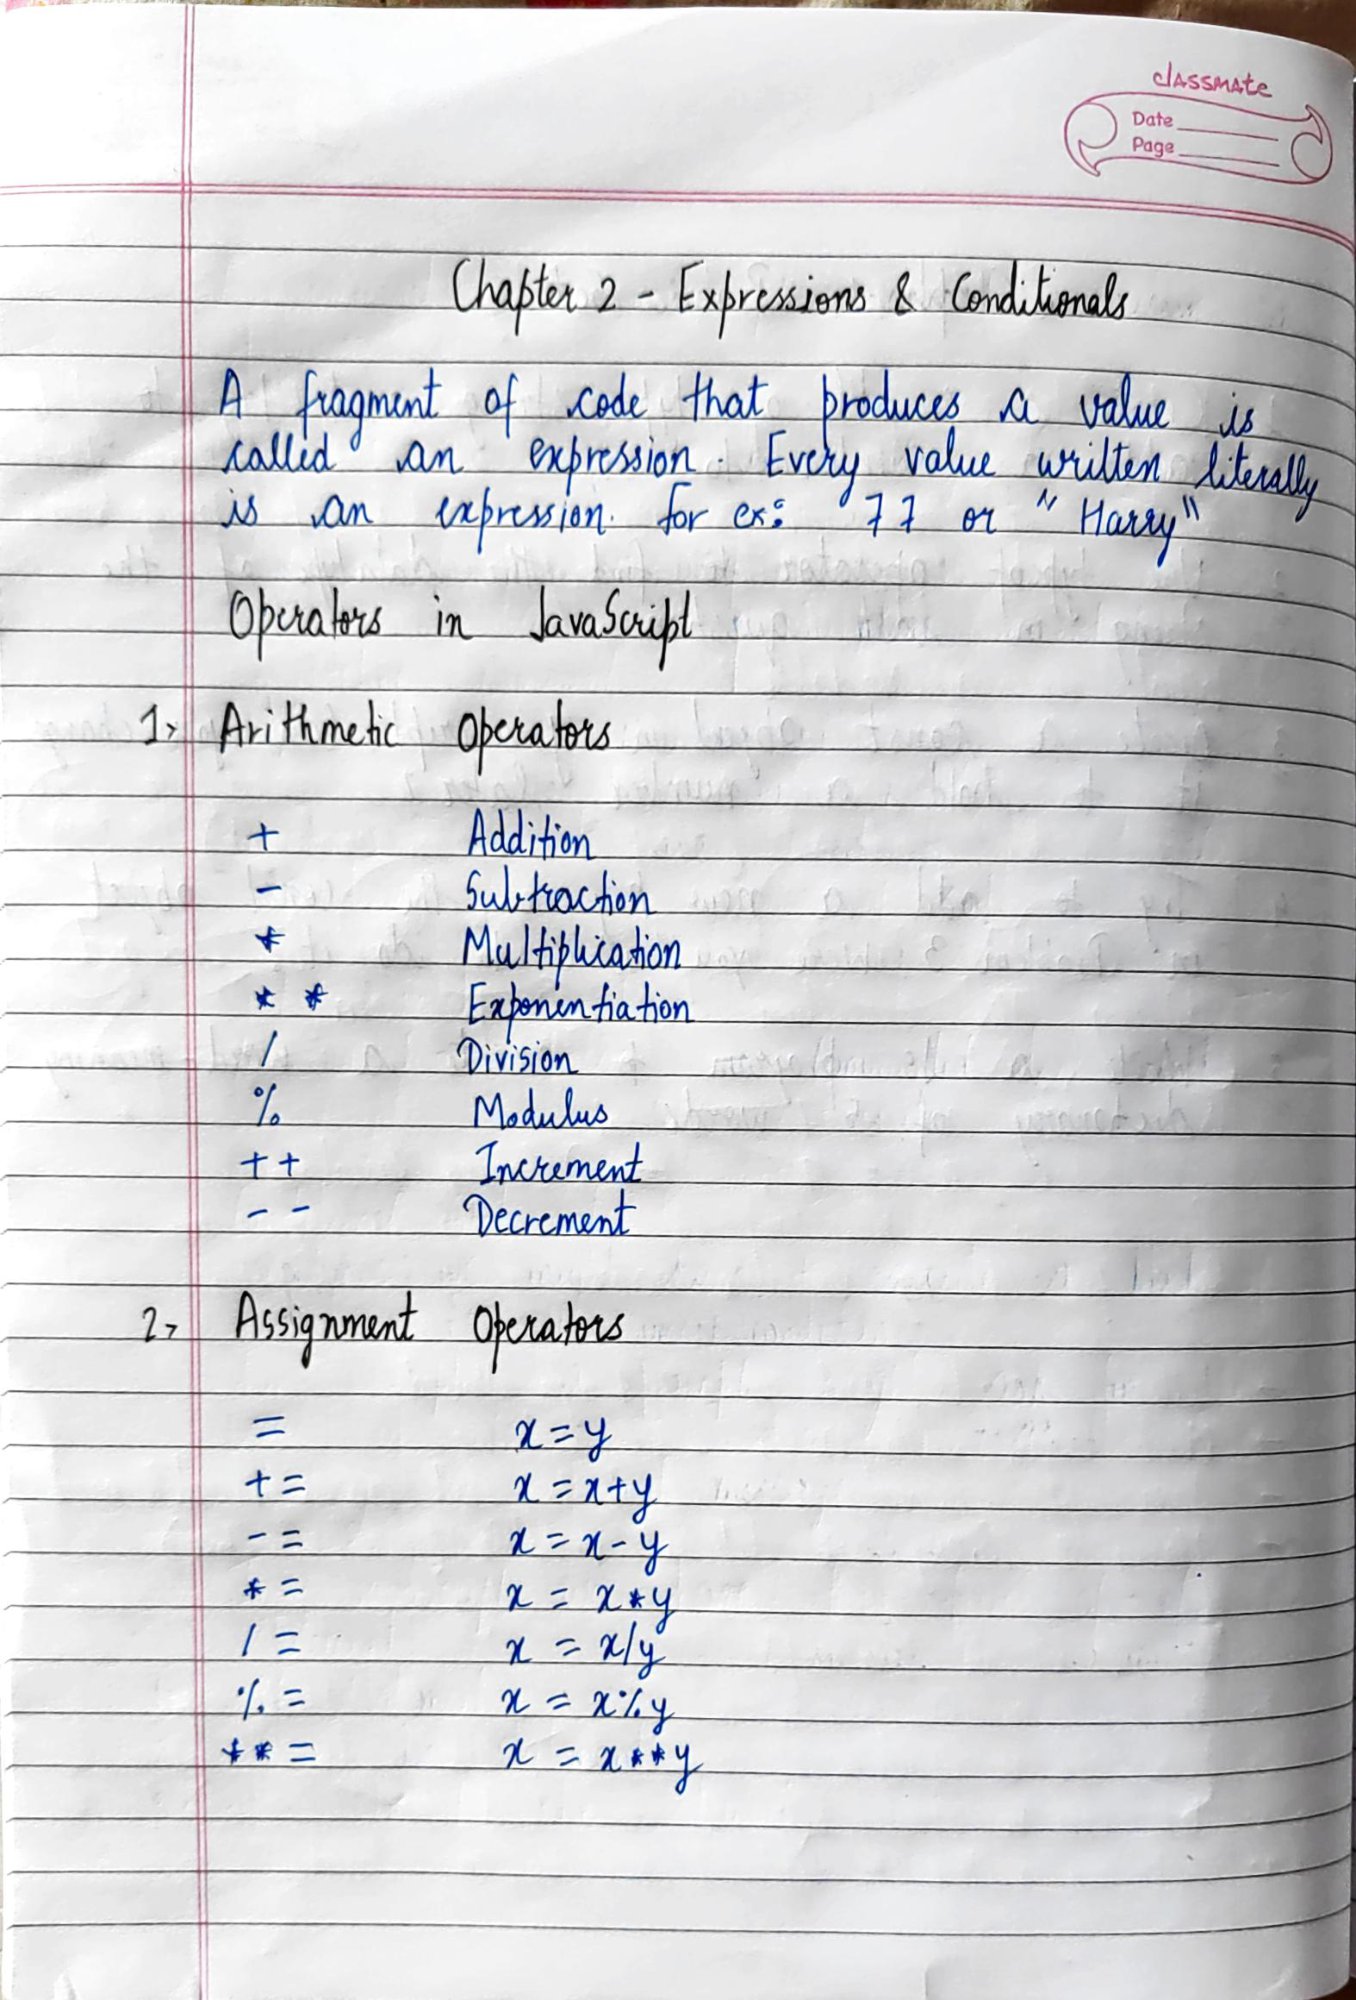 classmate
Date
Page
Chapter 2 - Expressions & Conditionals
A fragment of code that produces a value is
called an expression. Every value written literally
is an expression. for ex: 77 or "Harry"
Operators in JavaScript
1> Arithmetic Operators
+ Addition
- Subtraction
* Multiplication
** Exponentiation
/ Division
% Modulus
++ Increment
-- Decrement
2> Assignment Operators
= x = y
+= x = x+y
-= x = x-y
*= x = x*y
/= x = x/y
%= x = x%y
**= x = x**y